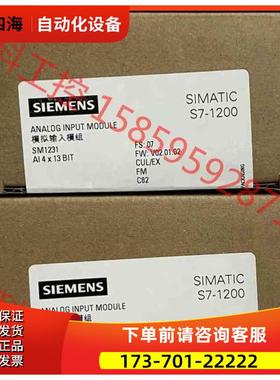 四海 自动化设备
SIEMENS
SIMATIC
S7-1200
ANALOG INPUT MODULE
模拟输入模组
SM1231
AI 4 x 13 BIT
FS: 07
FW: V02.01.02
CUL/EX
FM
C82
SIEMENS
SIMATIC
S7-1200
ANALOG INPUT MODULE
下单前请咨询客服
173-701-22222